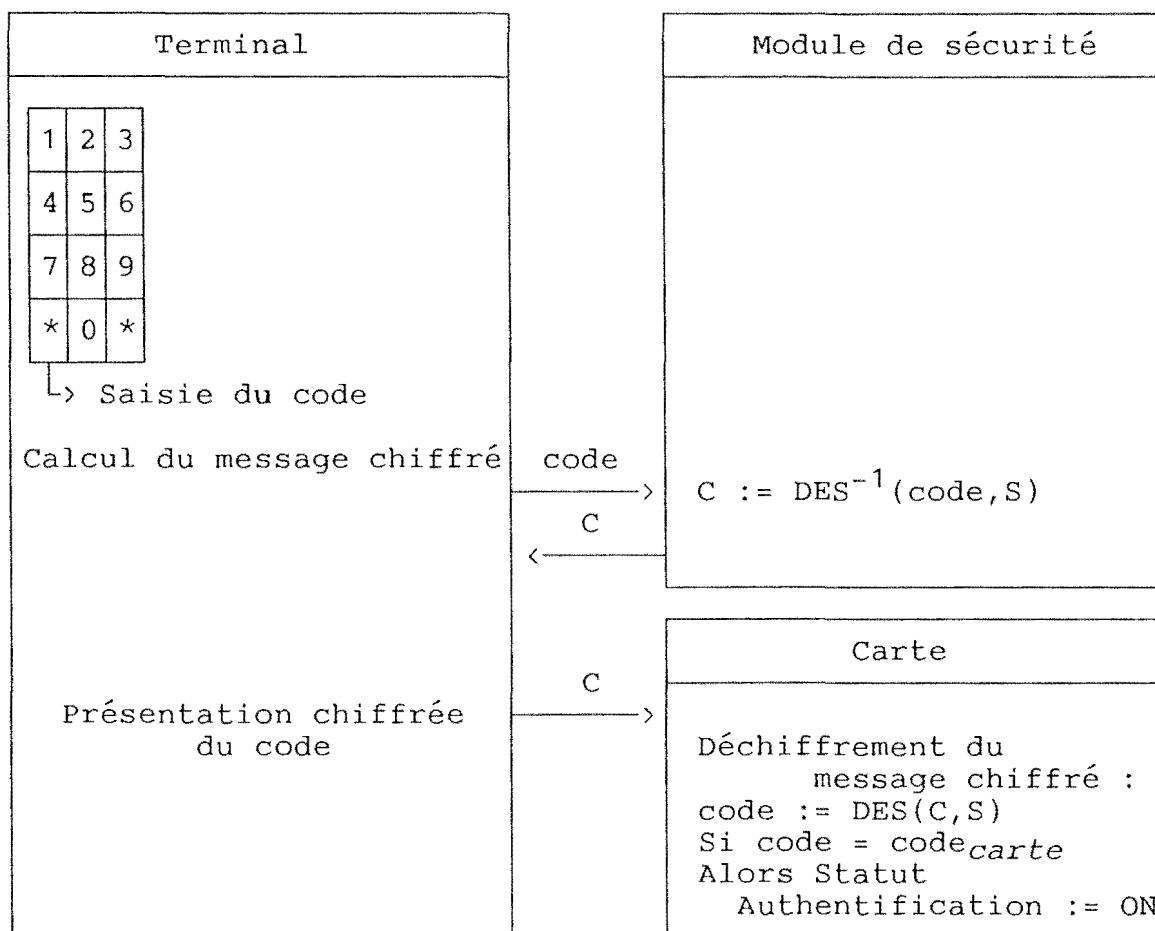 Terminal
Module de sécurité
1 2 3
4 5 6
7 8 9
* 0 *
Saisie du code
Calcul du message chiffré
code
C := DES⁻¹(code,S)
C
Carte
C
Présentation chiffrée
du code
Déchiffrement du
message chiffré :
code := DES(C,S)
Si code = codecarte
Alors Statut
Authentification := ON